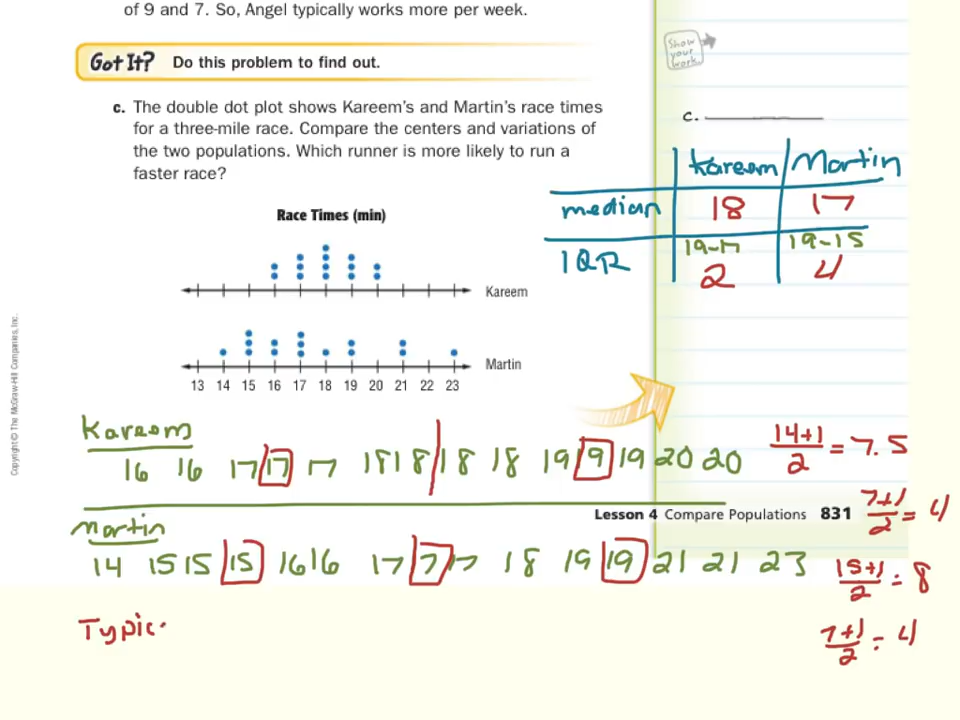 of 9 and 7. So, Angel typically works more per week.
Got It? Do this problem to find out.
c. The double dot plot shows Kareem's and Martin's race times
for a three-mile race. Compare the centers and variations of
the two populations. Which runner is more likely to run a
faster race?
Show
your
work
c.
Kareem Martin
median 18 17
19-17 19-15
IQR 2 4
Race Times (min)
Kareem
Martin
13 14 15 16 17 18 19 20 21 22 23
Copyright © The McGraw-Hill Companies, Inc.
Kareem
16 16 17 17 17 18 18 18 18 19 19 19 20 20
14+1/2 = 7.5
7+1/2 = 4
Lesson 4 Compare Populations 831
Martin
14 15 15 15 16 16 17 17 17 18 19 19 21 21 23
15+1/2 = 8
7+1/2 = 4
Typic